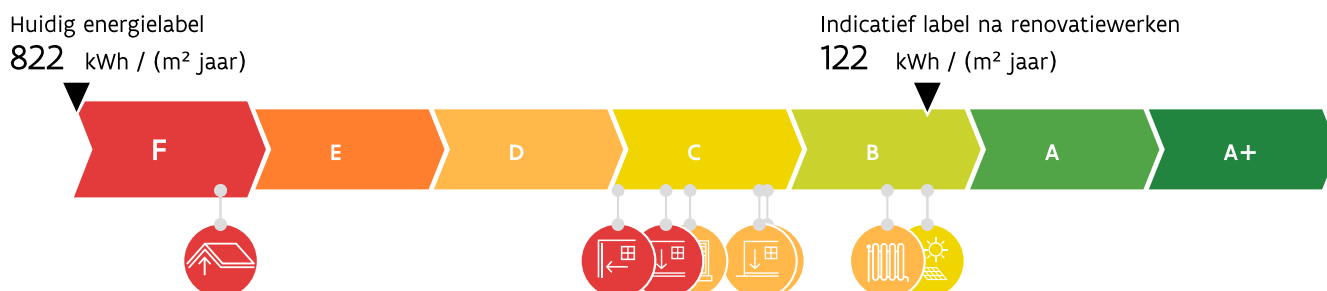 Huidig energielabel
822 kWh / (m² jaar)
Indicatief label na renovatiewerken
122 kWh / (m² jaar)
F E D C B A A+